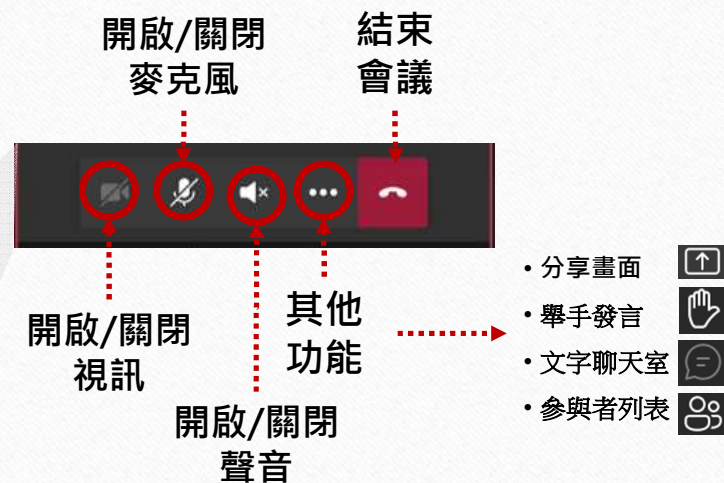 開啟/關閉
麥克風
結束
會議
開啟/關閉
視訊
開啟/關閉
聲音
其他
功能
• 分享畫面
• 舉手發言
• 文字聊天室
• 參與者列表